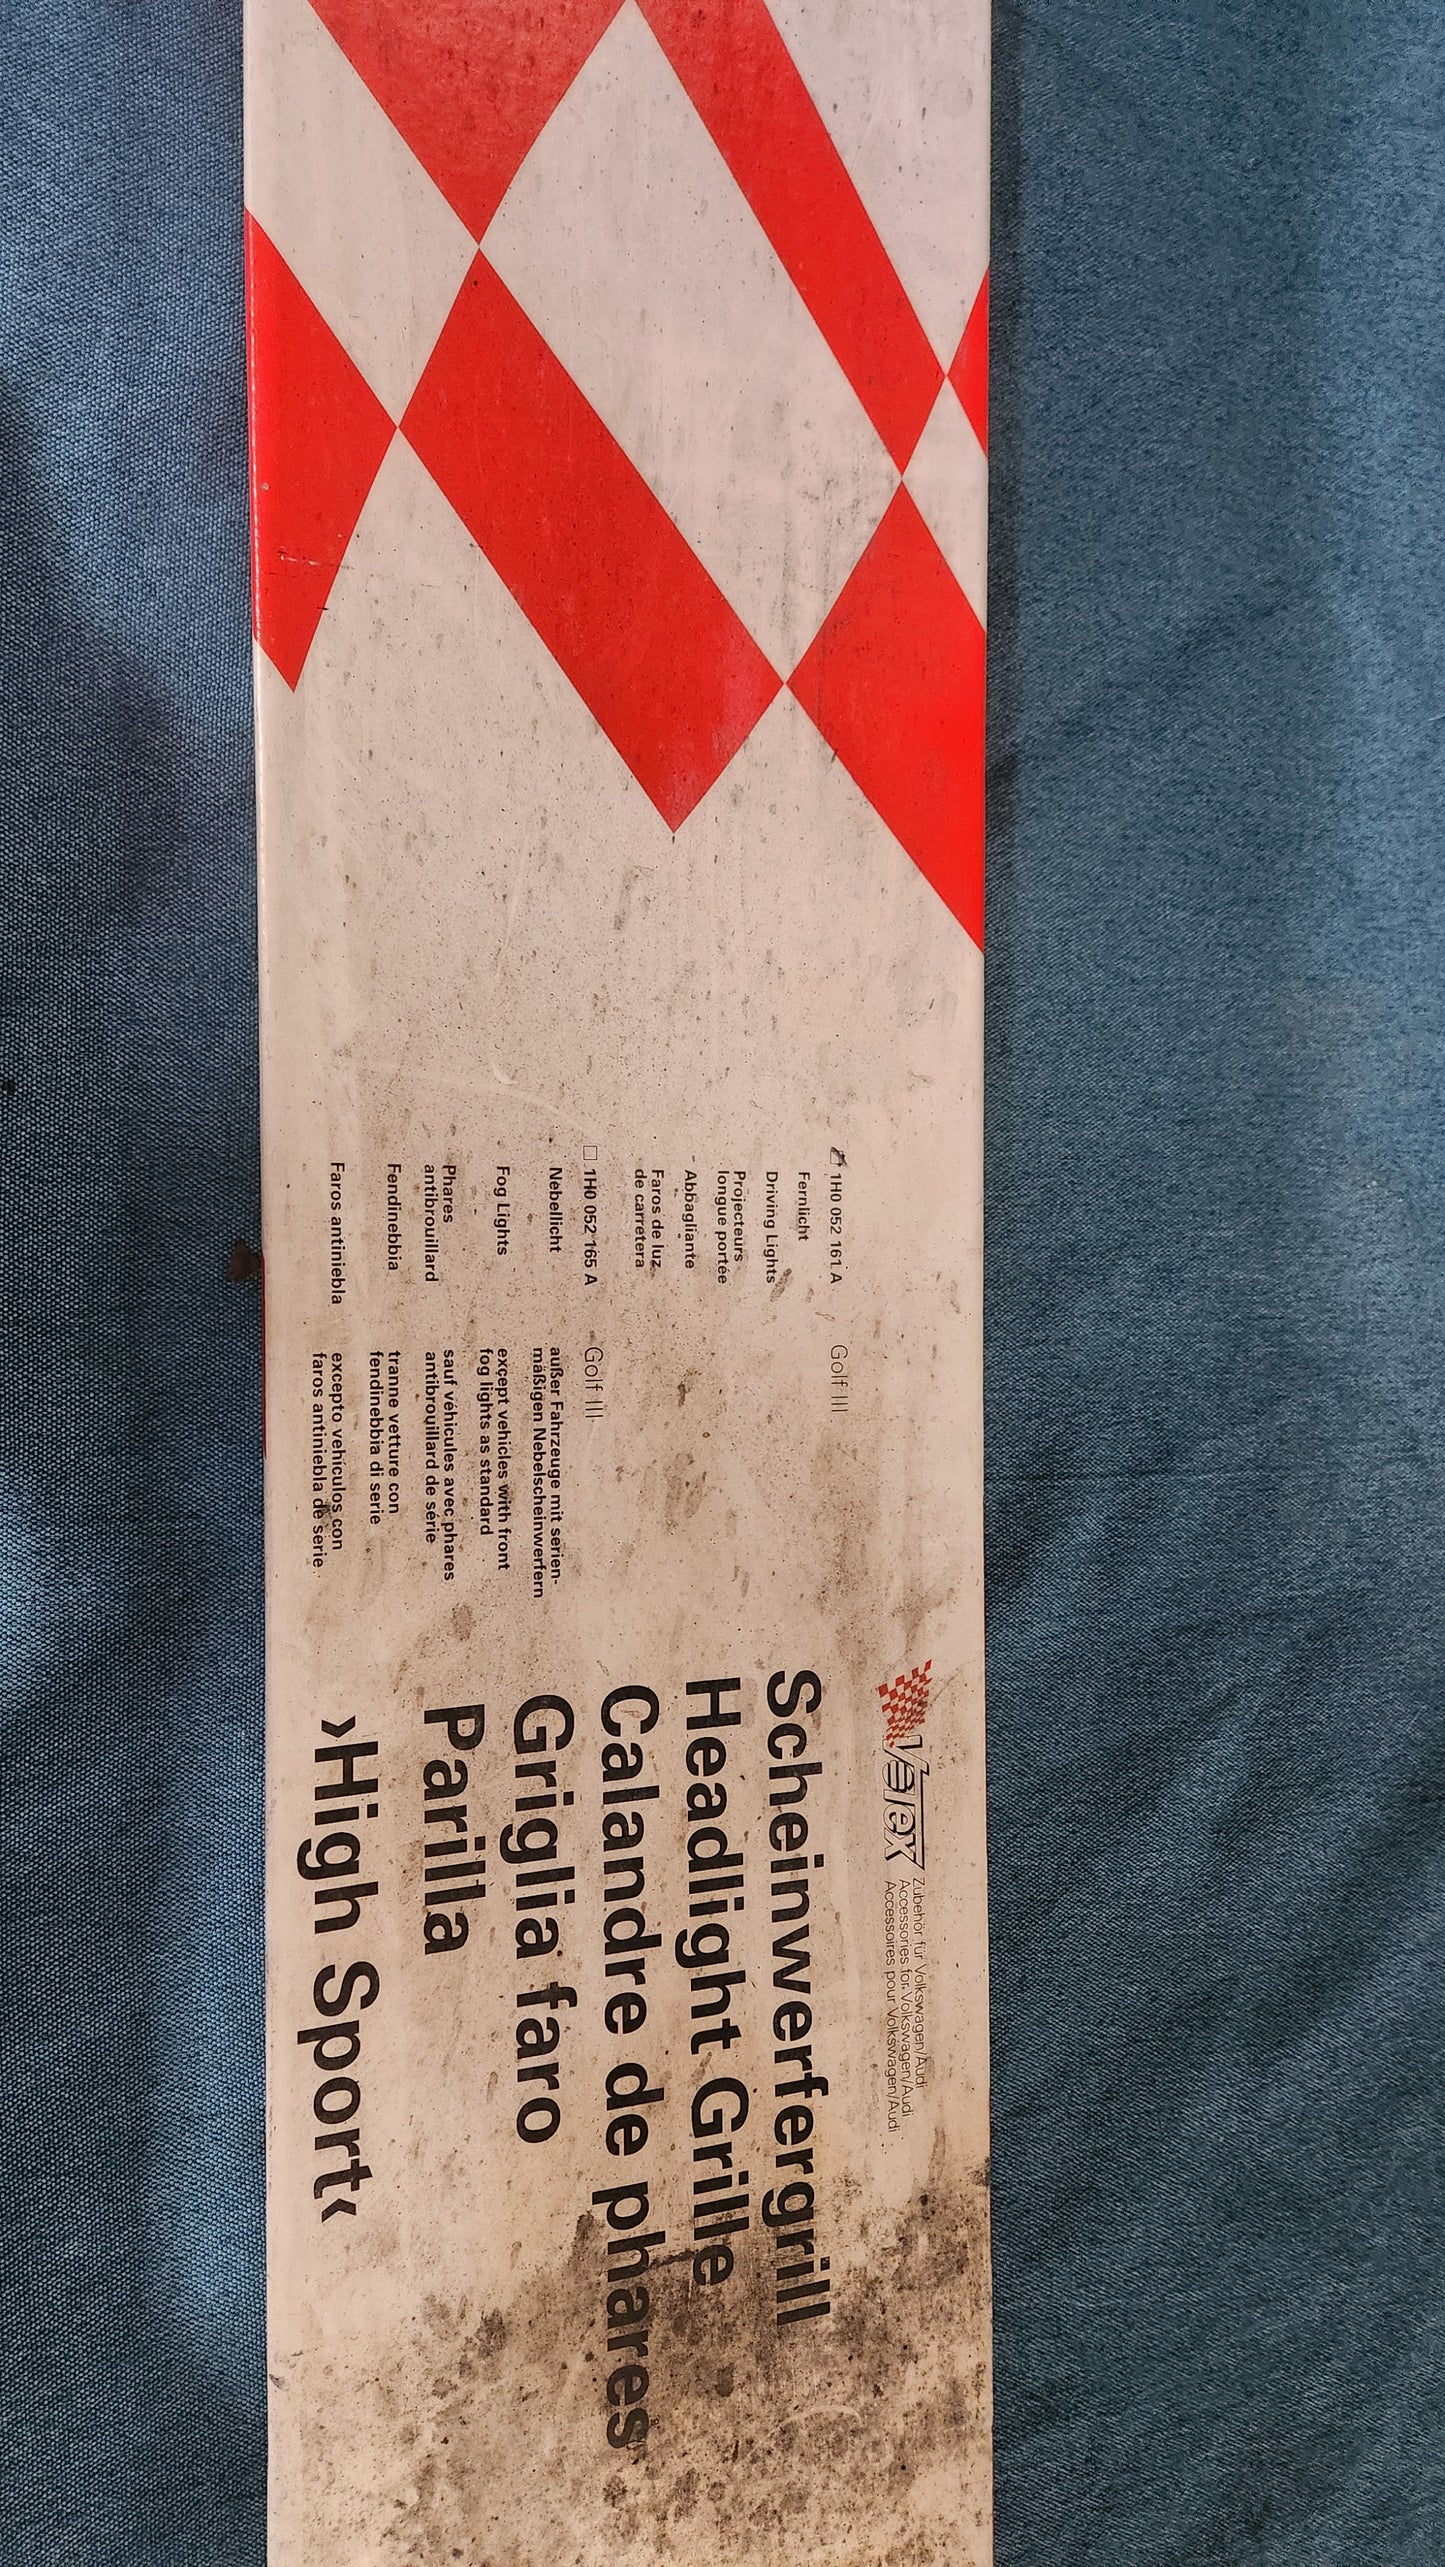 Votex
Zubehör für Volkswagen/Audi
Accessories for Volkswagen/Audi
Accessoires pour Volkswagen/Audi
Scheinwerfergrill
Headlight Grille
Calandre de phares
Griglia faro
Parilla
›High Sport‹
1H0 052 161 A Golf III
Fernlicht
Driving Lights
Projecteurs
longue portée
Abbagliante
Faros de luz
de carretera
1H0 052 165 A Golf III
Nebellicht
außer Fahrzeuge mit serien-
mäßigen Nebelscheinwerfern
Fog Lights
except vehicles with front
fog lights as standard
Phares
antibrouillard
sauf véhicules avec phares
antibrouillard de série
Fendinebbia
tranne vetture con
fendinebbia di serie
Faros antiniebla
excepto vehículos con
faros antiniebla de serie